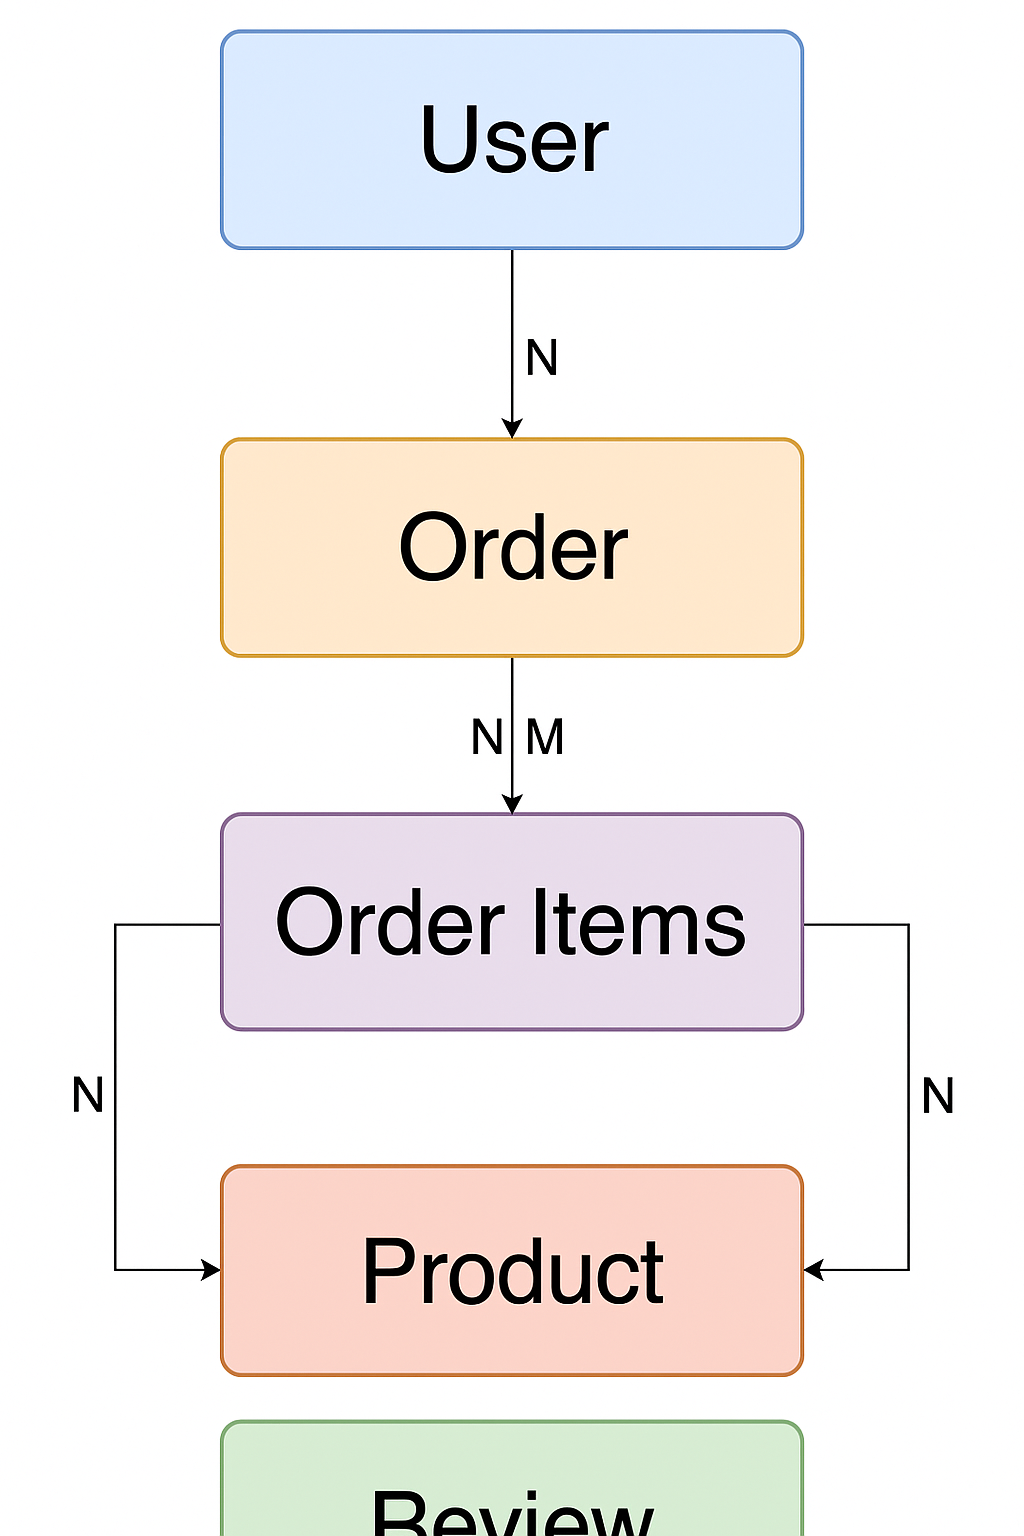 User
N
Order
N M
Order Items
N
N
Product
Review